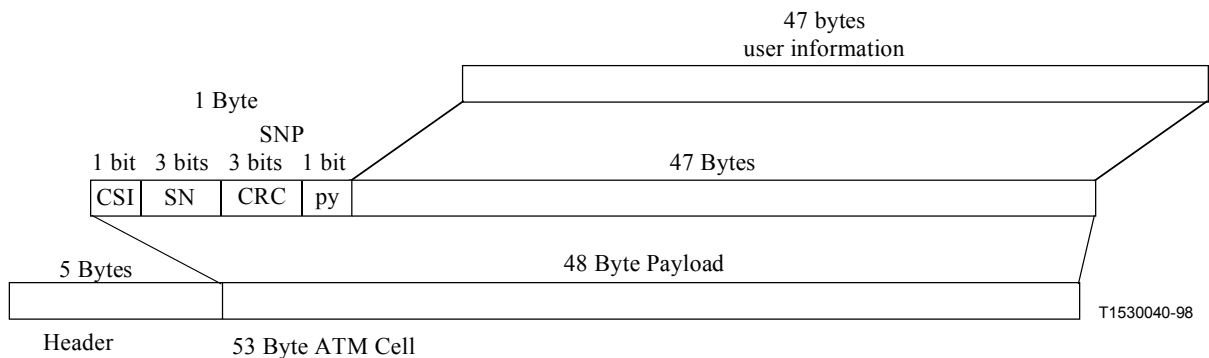 47 bytes
user information
1 Byte
SNP
1 bit 3 bits 3 bits 1 bit
47 Bytes
CSI SN CRC py
5 Bytes
48 Byte Payload
T1530040-98
Header
53 Byte ATM Cell